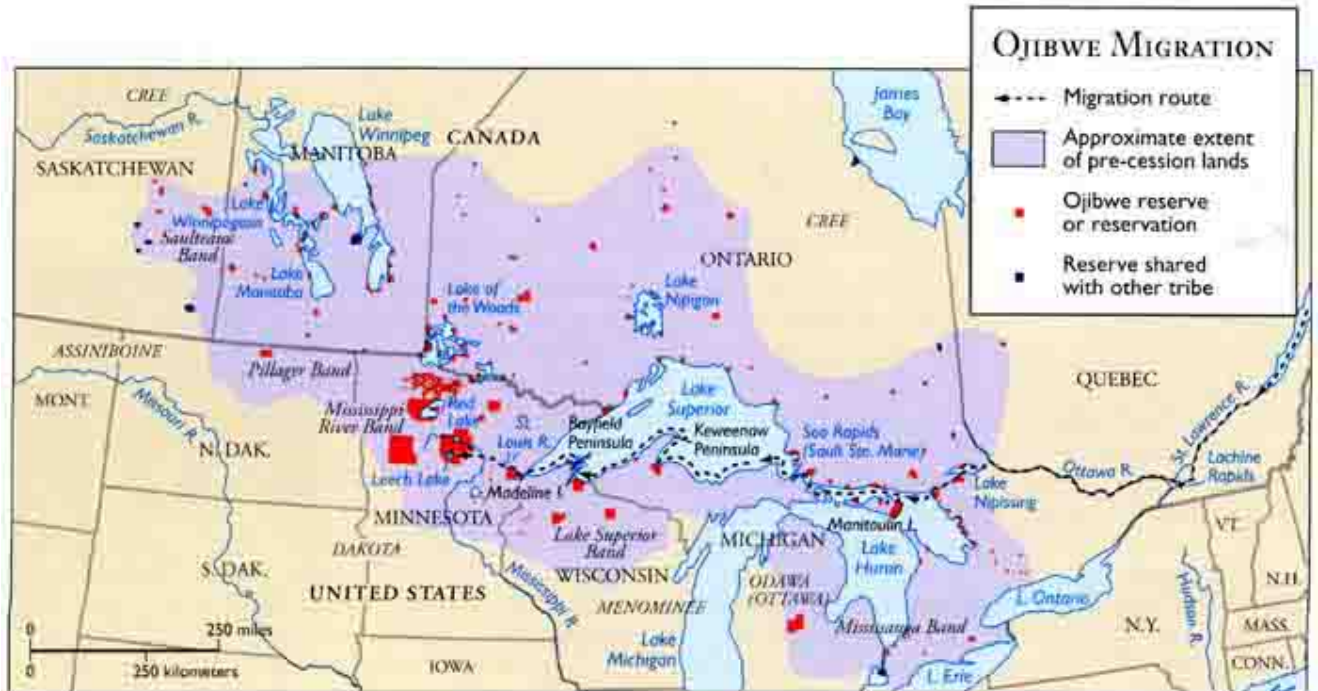 OJIBWE MIGRATION
Migration route
Approximate extent
of pre-cession lands
Ojibwe reserve
or reservation
Reserve shared
with other tribe
CREE
Saskatchewan R.
SASKATCHEWAN
Lake
Winnipeg
MANITOBA
CANADA
James
Bay
Lake
Winnipegosis
Saulteaux
Band
Lake
Manitoba
CREE
ONTARIO
Lake of
the Woods
Lake
Nipigon
ASSINIBOINE
Pillager Band
MONT.
Missouri R.
N. DAK.
Mississippi
River Band
Red
Lake
St.
Louis R.
Bayfield
Peninsula
Lake
Superior
Keweenaw
Peninsula
Soo Rapids
(Sault Ste. Marie)
QUEBEC
St. Lawrence R.
Ottawa R.
Lachine
Rapids
Lake
Nipissing
Leech Lake
Madeline I.
MINNESOTA
Lake Superior
Band
Manitoulin I.
MICHIGAN
Lake
Huron
VT.
DAKOTA
S. DAK.
WISCONSIN
ODAWA
(OTTAWA)
UNITED STATES
Mississippi R.
MENOMINEE
L. Ontario
Hudson R.
N.H.
0 250 miles
0 250 kilometers
IOWA
Lake
Michigan
Mississauga Band
L. Erie
N.Y.
MASS.
CONN.